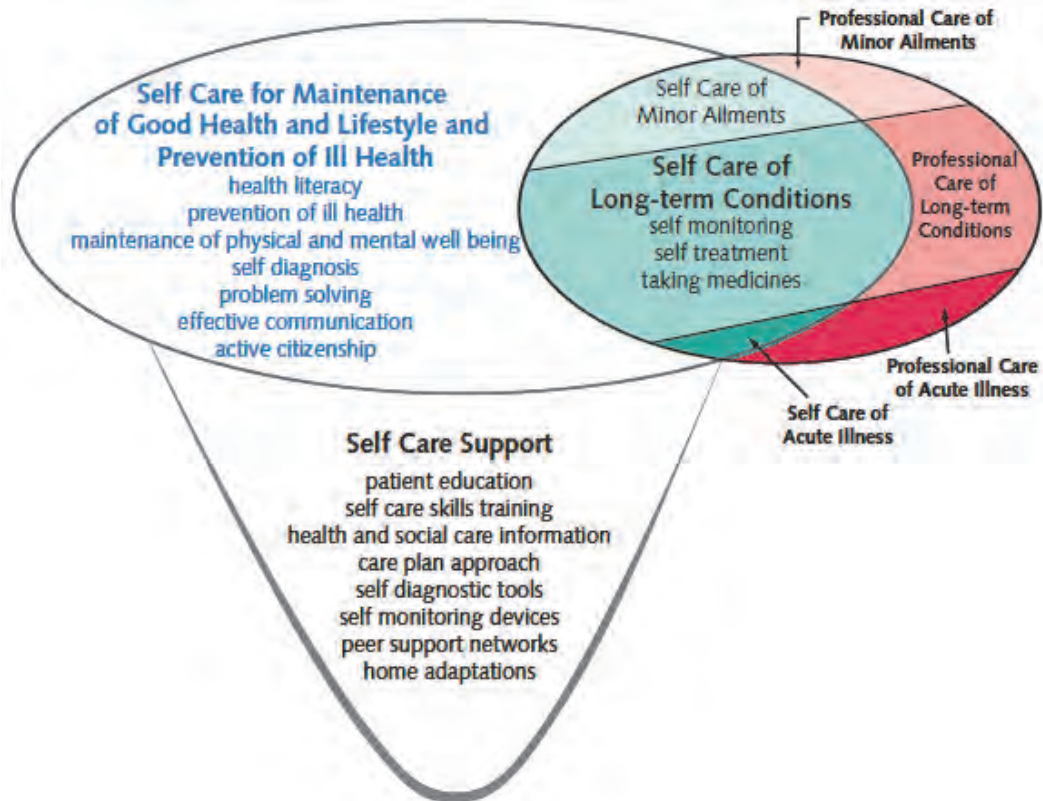 Professional Care of
Minor Ailments
Self Care for Maintenance
of Good Health and Lifestyle and
Prevention of Ill Health
health literacy
prevention of ill health
maintenance of physical and mental well being
self diagnosis
problem solving
effective communication
active citizenship
Self Care of
Minor Ailments
Self Care of
Long-term Conditions
self monitoring
self treatment
taking medicines
Professional
Care of
Long-term
Conditions
Professional Care
of Acute Illness
Self Care of
Acute Illness
Self Care Support
patient education
self care skills training
health and social care information
care plan approach
self diagnostic tools
self monitoring devices
peer support networks
home adaptations